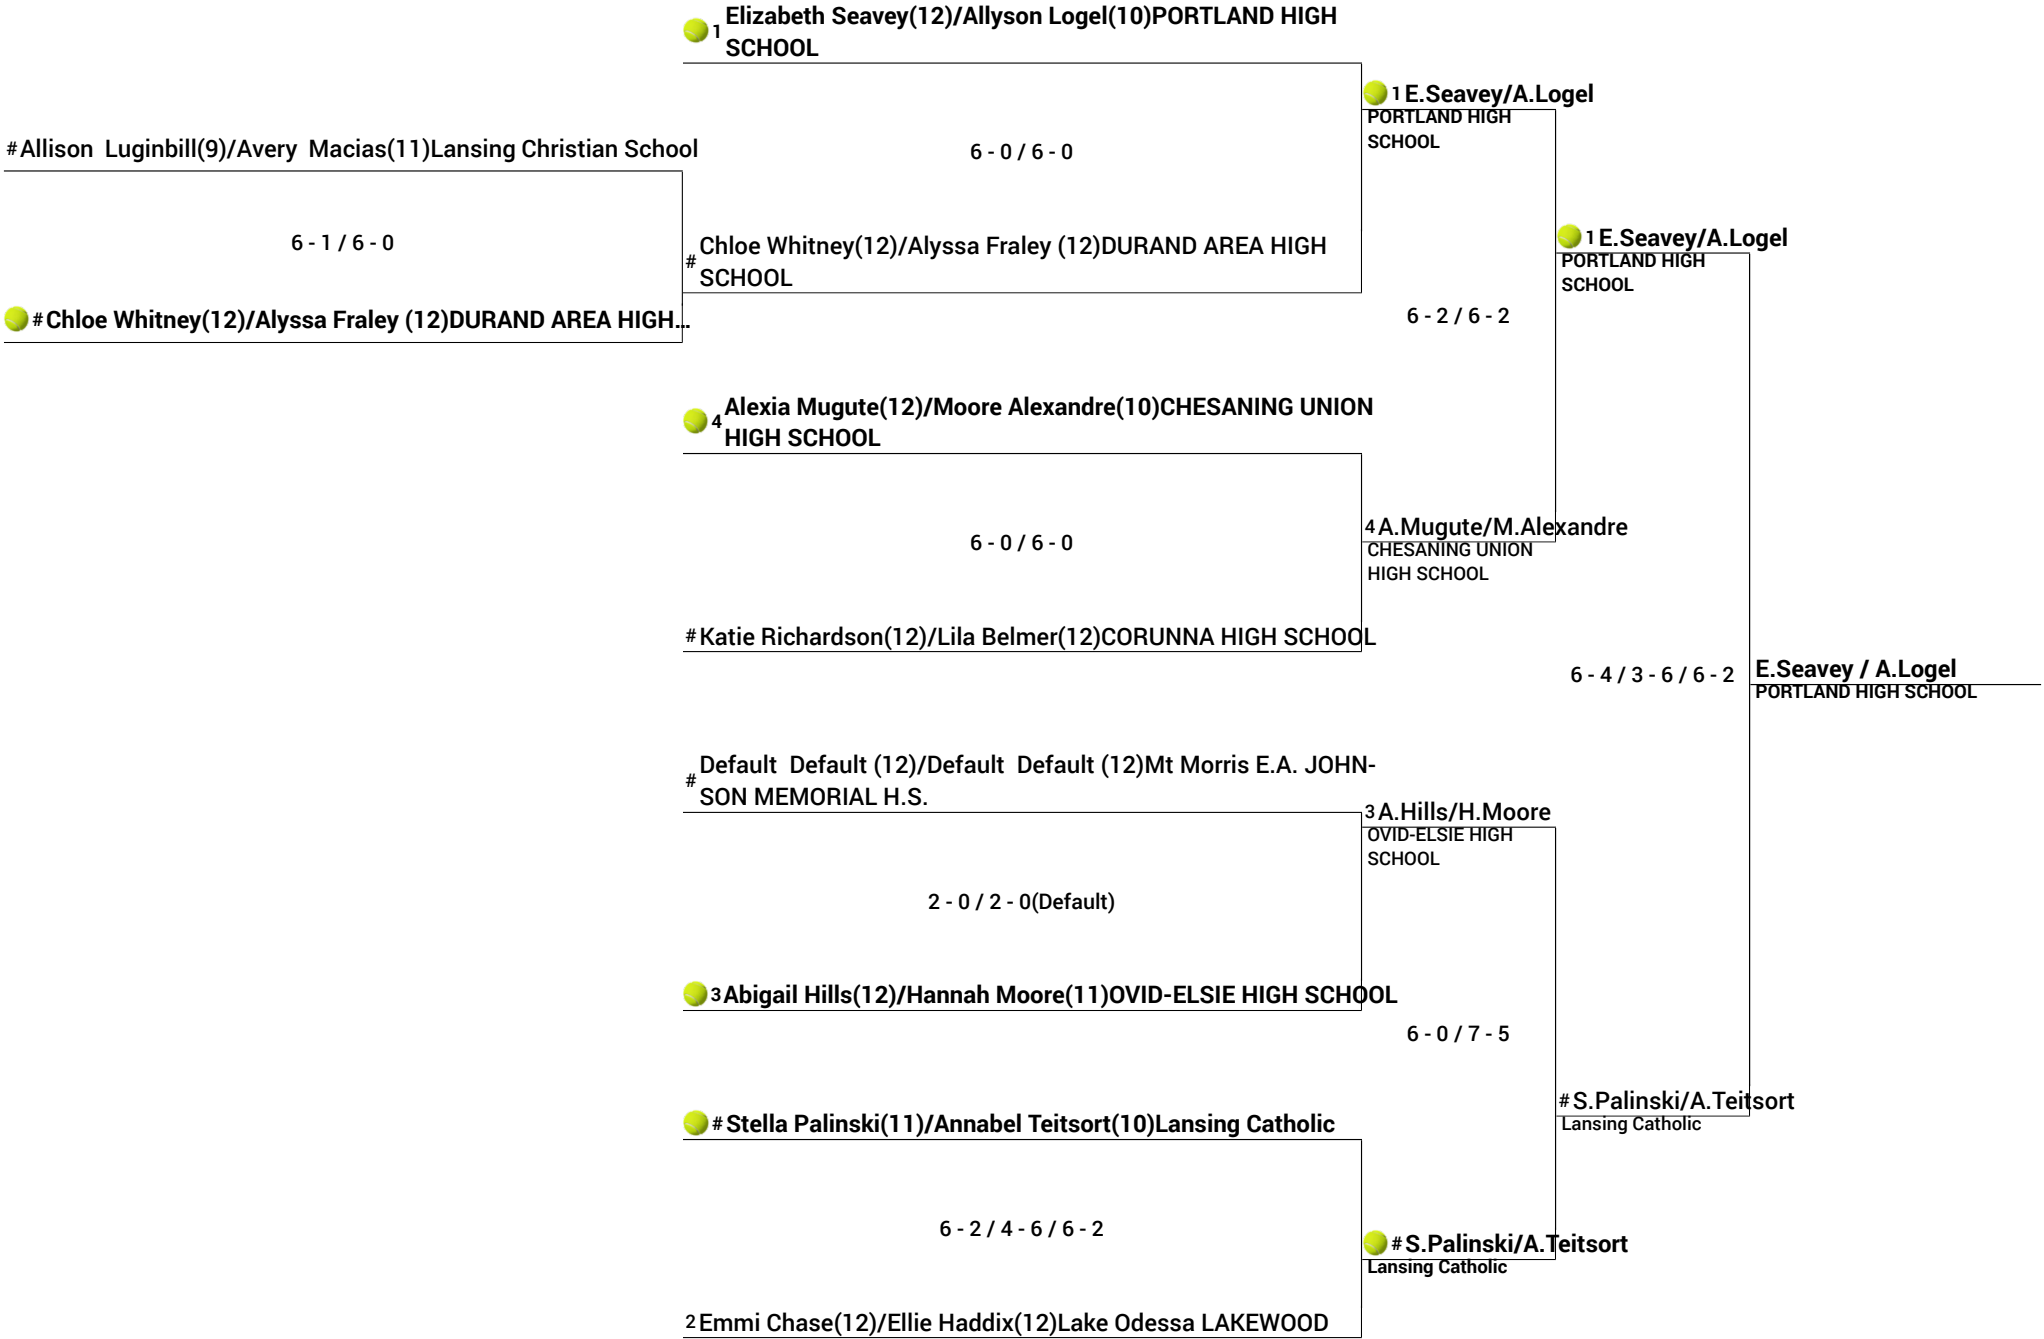 1 Elizabeth Seavey(12)/Allyson Logel(10)PORTLAND HIGH
SCHOOL
1 E.Seavey/A.Logel
PORTLAND HIGH
SCHOOL
#Allison  Luginbill(9)/Avery  Macias(11)Lansing Christian School
6 - 0 / 6 - 0
6 - 1 / 6 - 0
# Chloe Whitney(12)/Alyssa Fraley (12)DURAND AREA HIGH
SCHOOL
1 E.Seavey/A.Logel
PORTLAND HIGH
SCHOOL
#Chloe Whitney(12)/Alyssa Fraley (12)DURAND AREA HIGH...
6 - 2 / 6 - 2
4 Alexia Mugute(12)/Moore Alexandre(10)CHESANING UNION
HIGH SCHOOL
6 - 0 / 6 - 0
4 A.Mugute/M.Alexandre
CHESANING UNION
HIGH SCHOOL
#Katie Richardson(12)/Lila Belmer(12)CORUNNA HIGH SCHOOL
6 - 4 / 3 - 6 / 6 - 2
E.Seavey / A.Logel
PORTLAND HIGH SCHOOL
# Default  Default (12)/Default  Default (12)Mt Morris E.A. JOHN-
SON MEMORIAL H.S.
3 A.Hills/H.Moore
OVID-ELSIE HIGH
SCHOOL
2 - 0 / 2 - 0(Default)
3 Abigail Hills(12)/Hannah Moore(11)OVID-ELSIE HIGH SCHOOL
6 - 0 / 7 - 5
# Stella Palinski(11)/Annabel Teitsort(10)Lansing Catholic
# S.Palinski/A.Teitsort
Lansing Catholic
6 - 2 / 4 - 6 / 6 - 2
# S.Palinski/A.Teitsort
Lansing Catholic
2 Emmi Chase(12)/Ellie Haddix(12)Lake Odessa LAKEWOOD